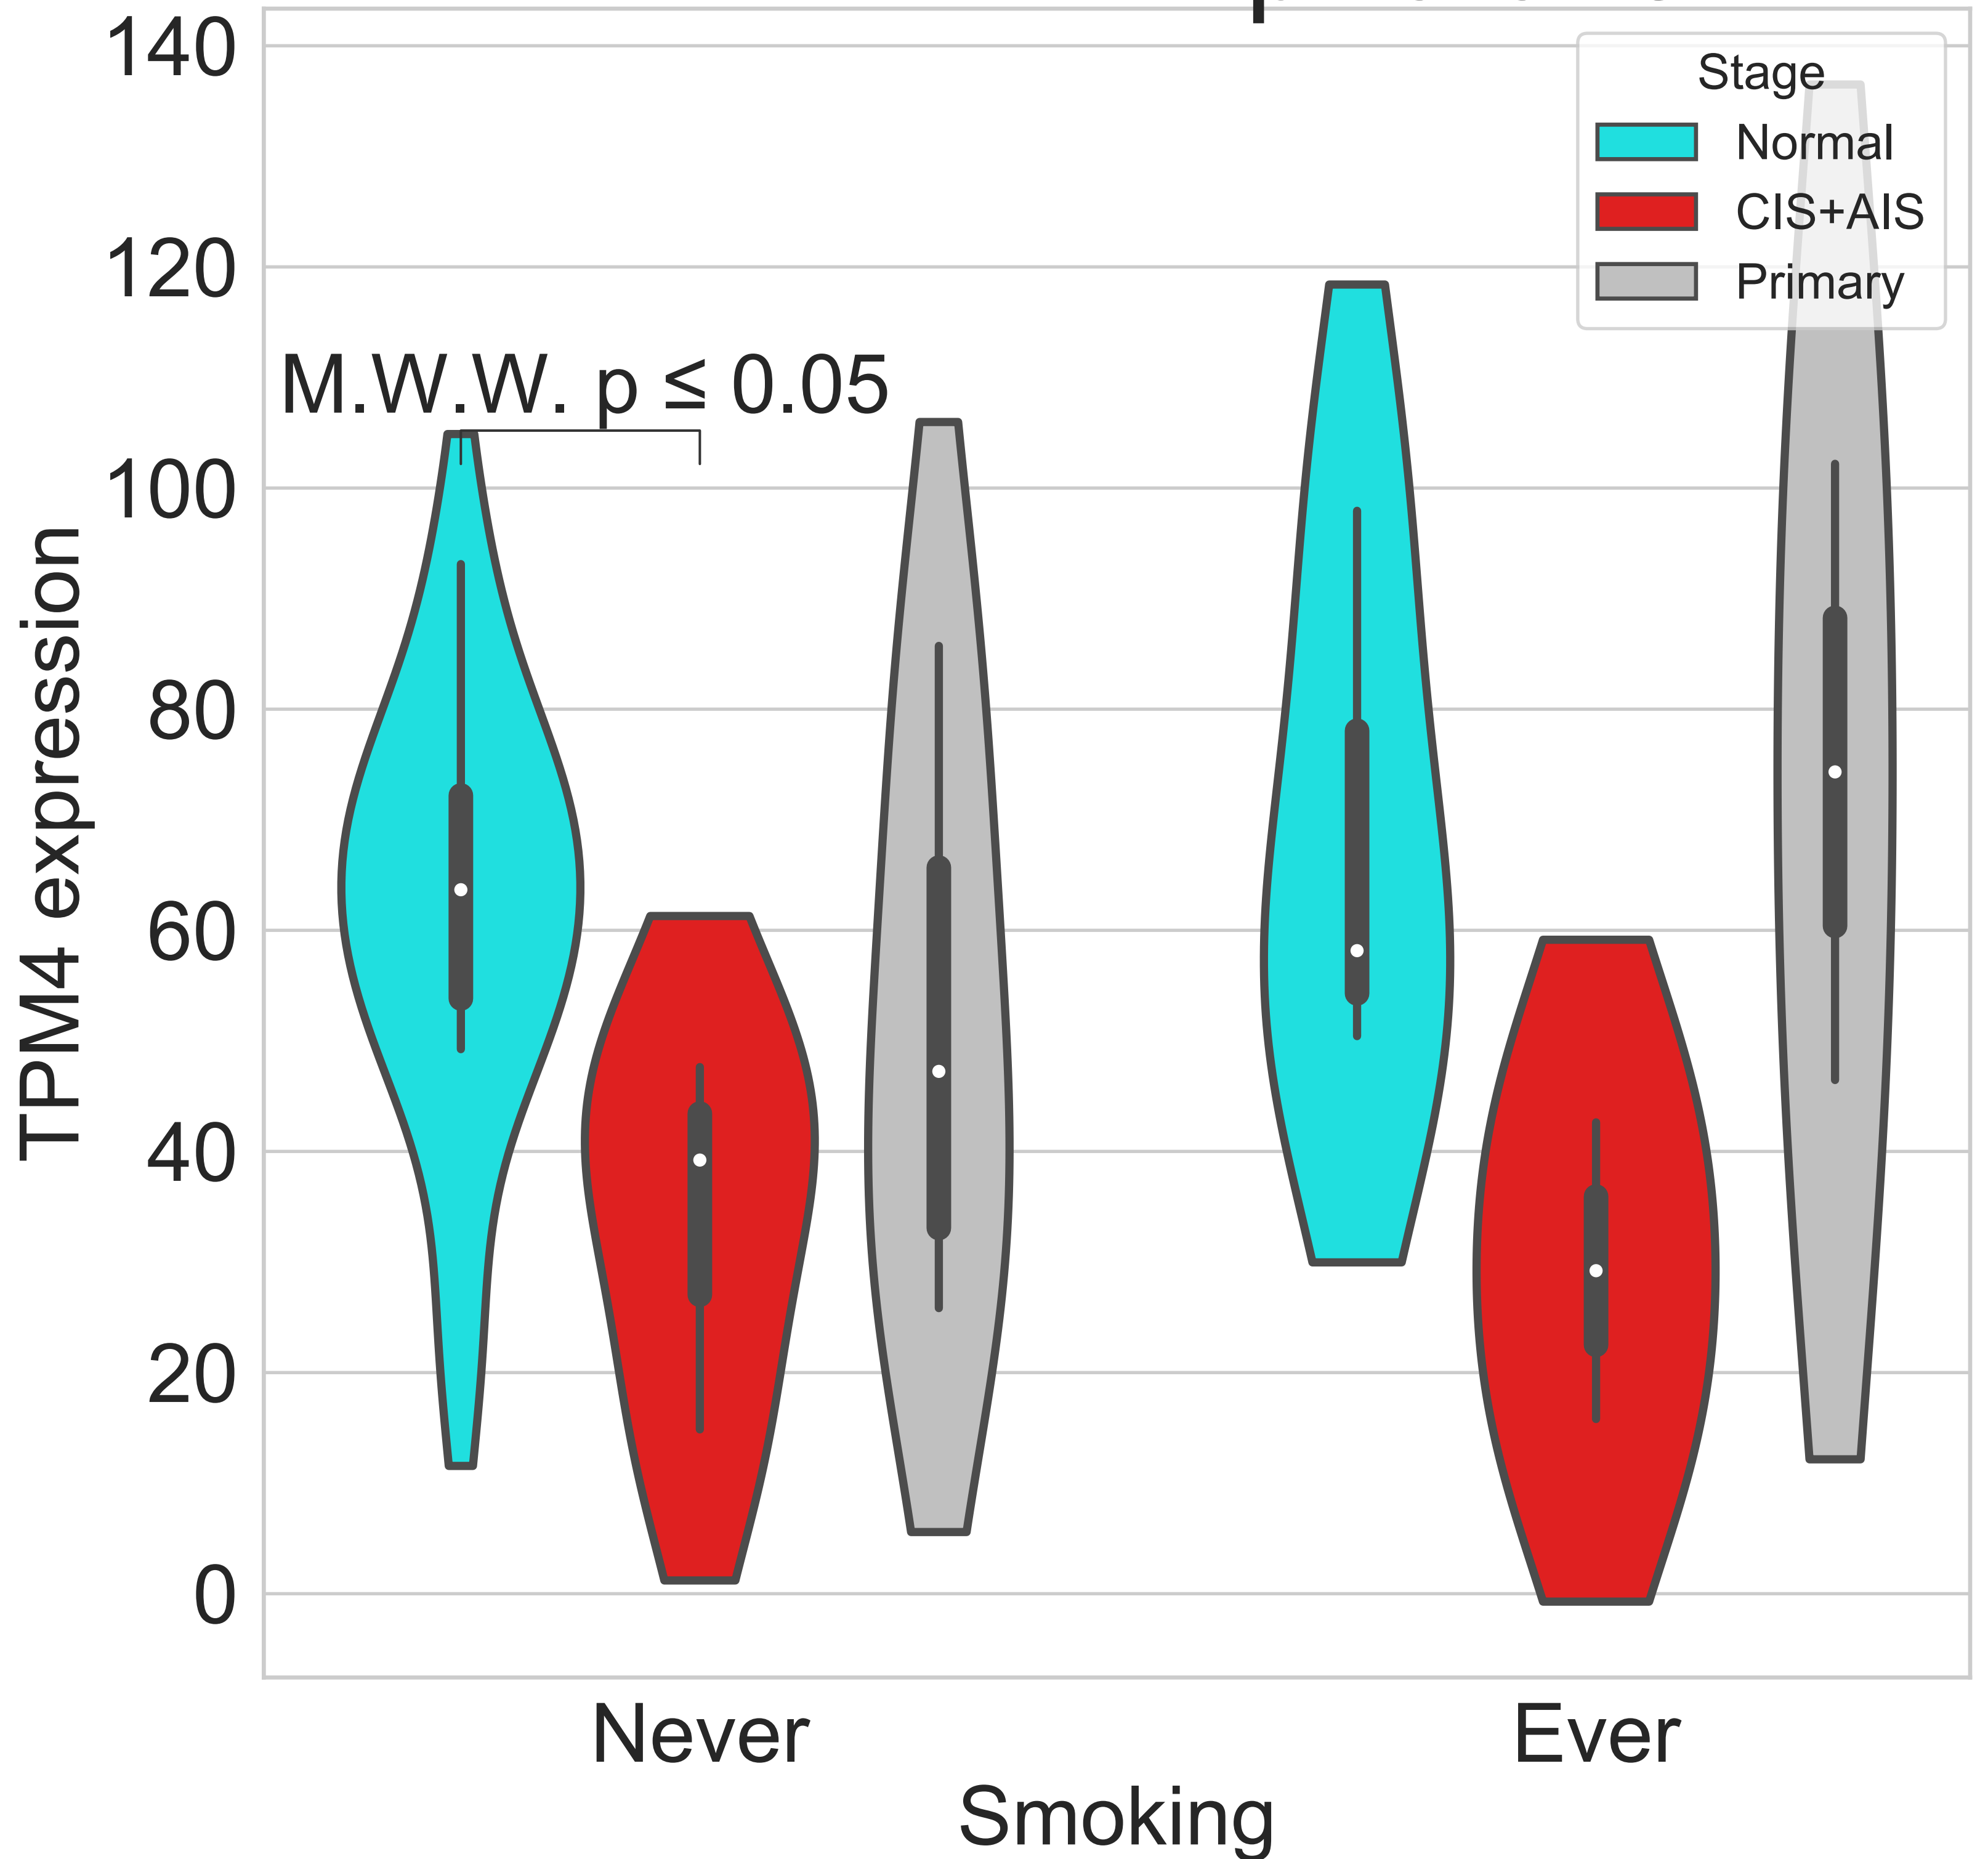 140
120
100
80
60
40
20
0
TPM4 expression
M.W.W. p ≤ 0.05
Stage
Normal
CIS+AIS
Primary
Never
Ever
Smoking